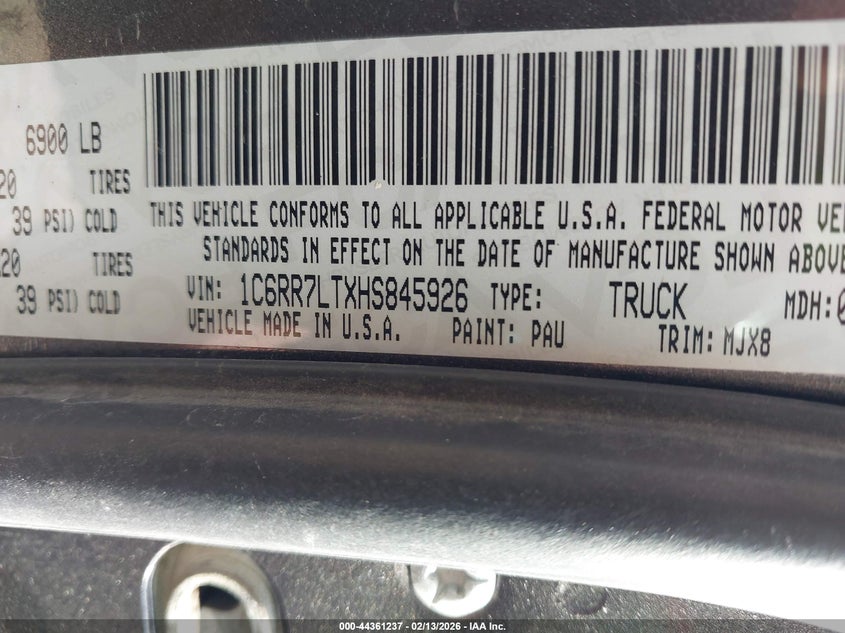 6900 LB
20 TIRES
39 PSI) COLD
20 TIRES
39 PSI) COLD
THIS VEHICLE CONFORMS TO ALL APPLICABLE U.S.A. FEDERAL MOTOR VE
STANDARDS IN EFFECT ON THE DATE OF MANUFACTURE SHOWN ABOVE
VIN: 1C6RR7LTXHS845926 TYPE: TRUCK MDH:0
VEHICLE MADE IN U.S.A. PAINT: PAU TRIM: MJX8
000-44361237 - 02/13/2026 - IAA Inc.